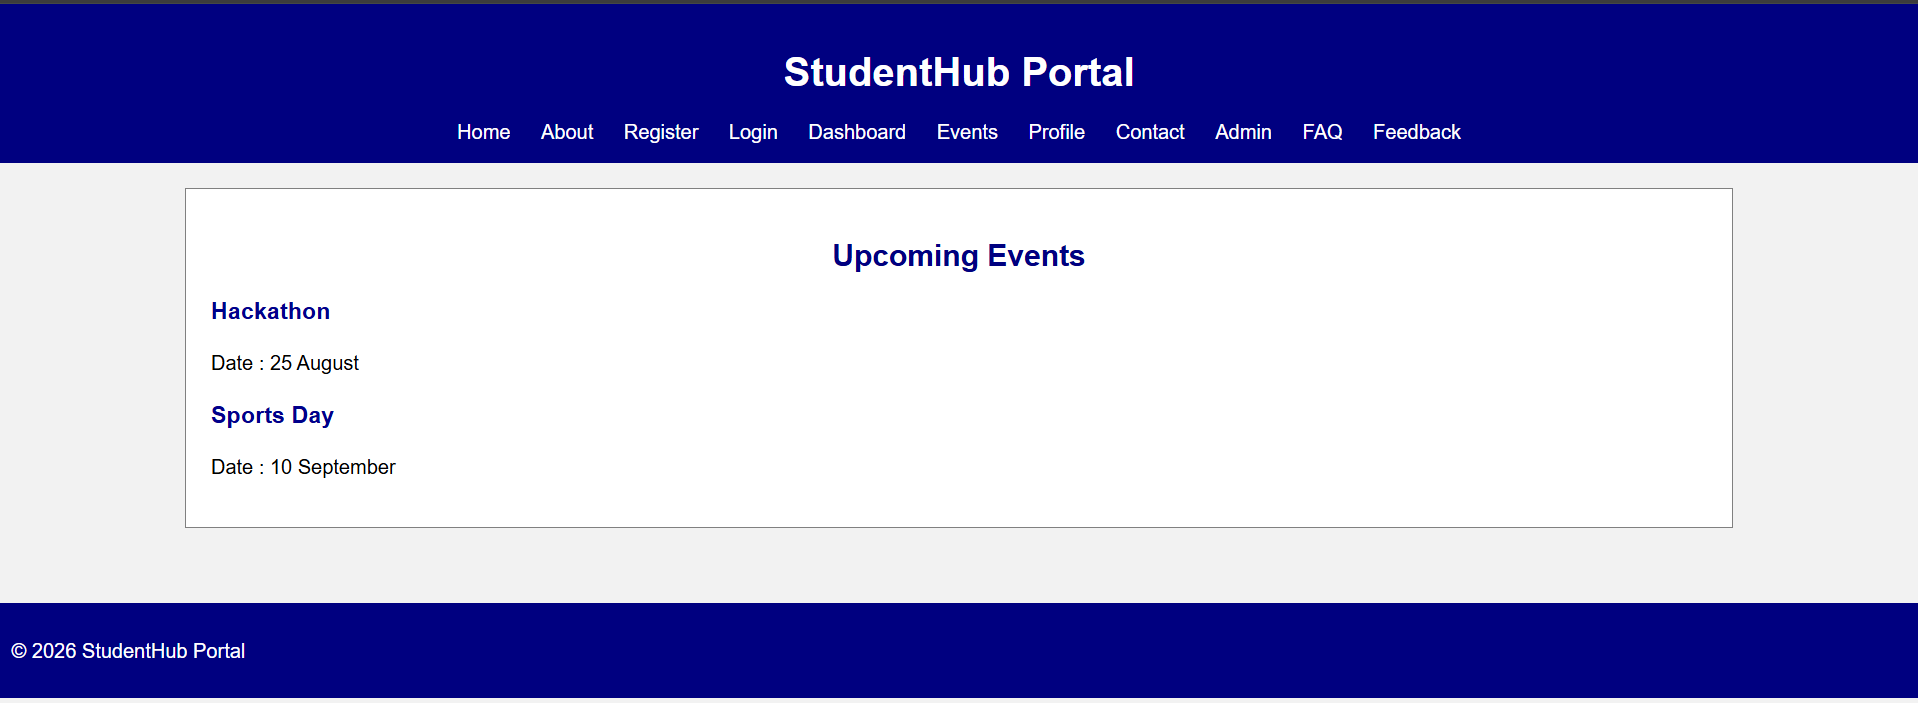 StudentHub Portal
Home About Register Login Dashboard Events Profile Contact Admin FAQ Feedback
Upcoming Events
Hackathon
Date : 25 August
Sports Day
Date : 10 September
© 2026 StudentHub Portal